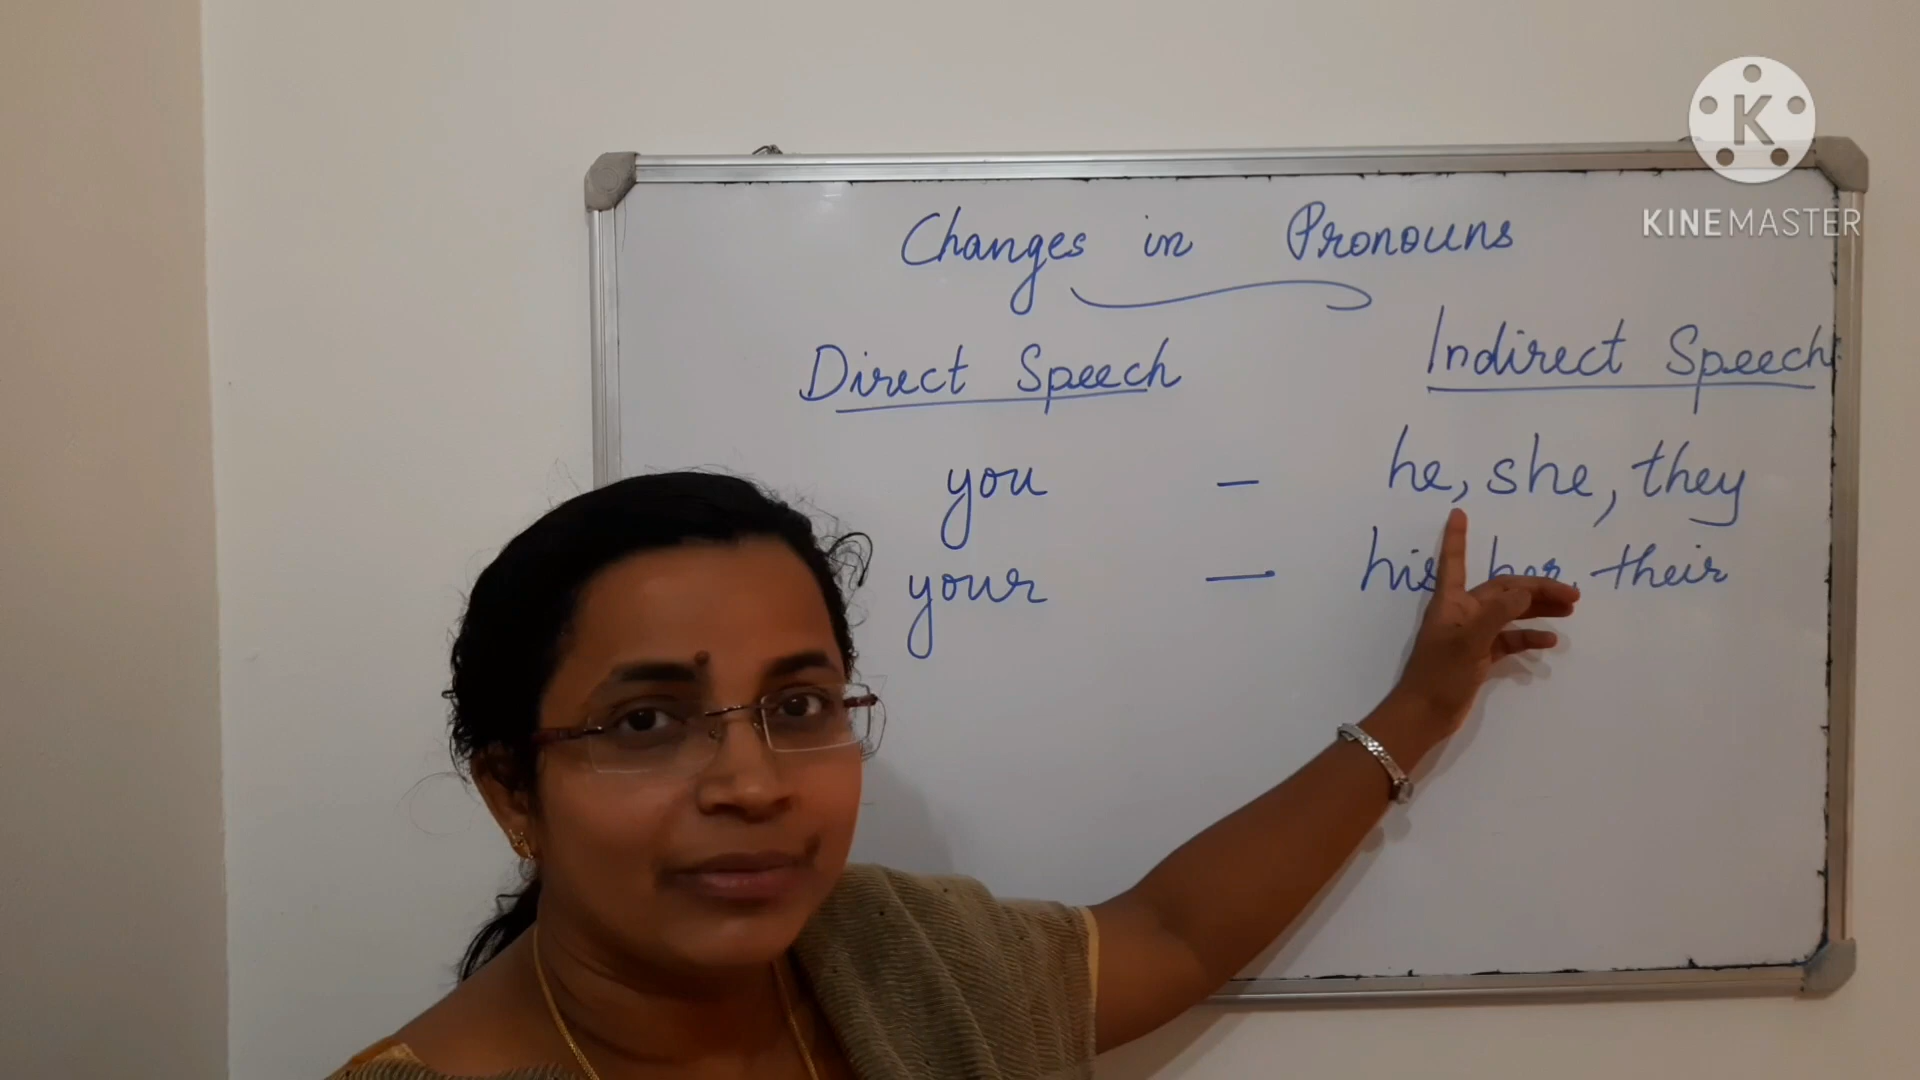 KINEMASTER
Changes in Pronouns
Direct Speech Indirect Speech
you - he, she, they
your - his her, their